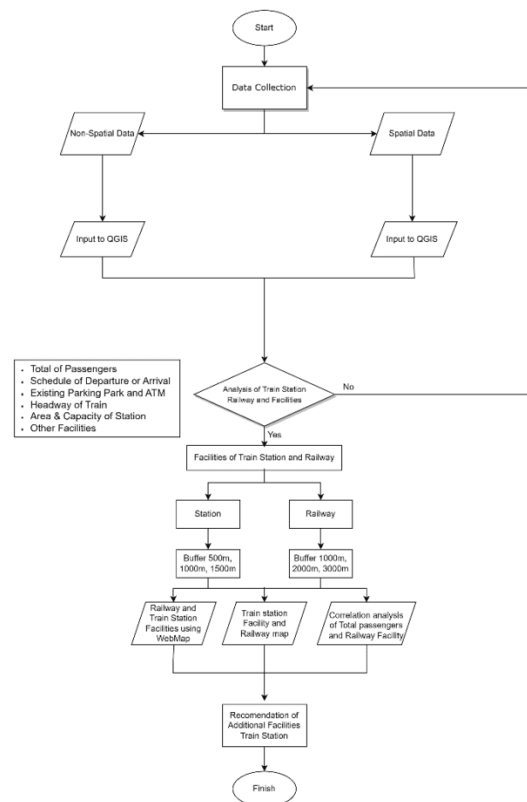 Start
Data Collection
Non-Spatial Data
Spatial Data
Input to QGIS
Input to QGIS
• Total of Passengers
• Schedule of Departure or Arrival
• Existing Parking Park and ATM
• Headway of Train
• Area & Capacity of Station
• Other Facilities
Analysis of Train Station
Railway and Facilities
No
Yes
Facilities of Train Station and Railway
Station
Railway
Buffer 500m,
1000m, 1500m
Buffer 1000m,
2000m, 3000m
Railway and
Train Station
Facilities using
WebMap
Train station
Facility and
Railway map
Correlation analysis
of Total passengers
and Railway Facility
Recomendation of
Additional Facilities
Train Station
Finish